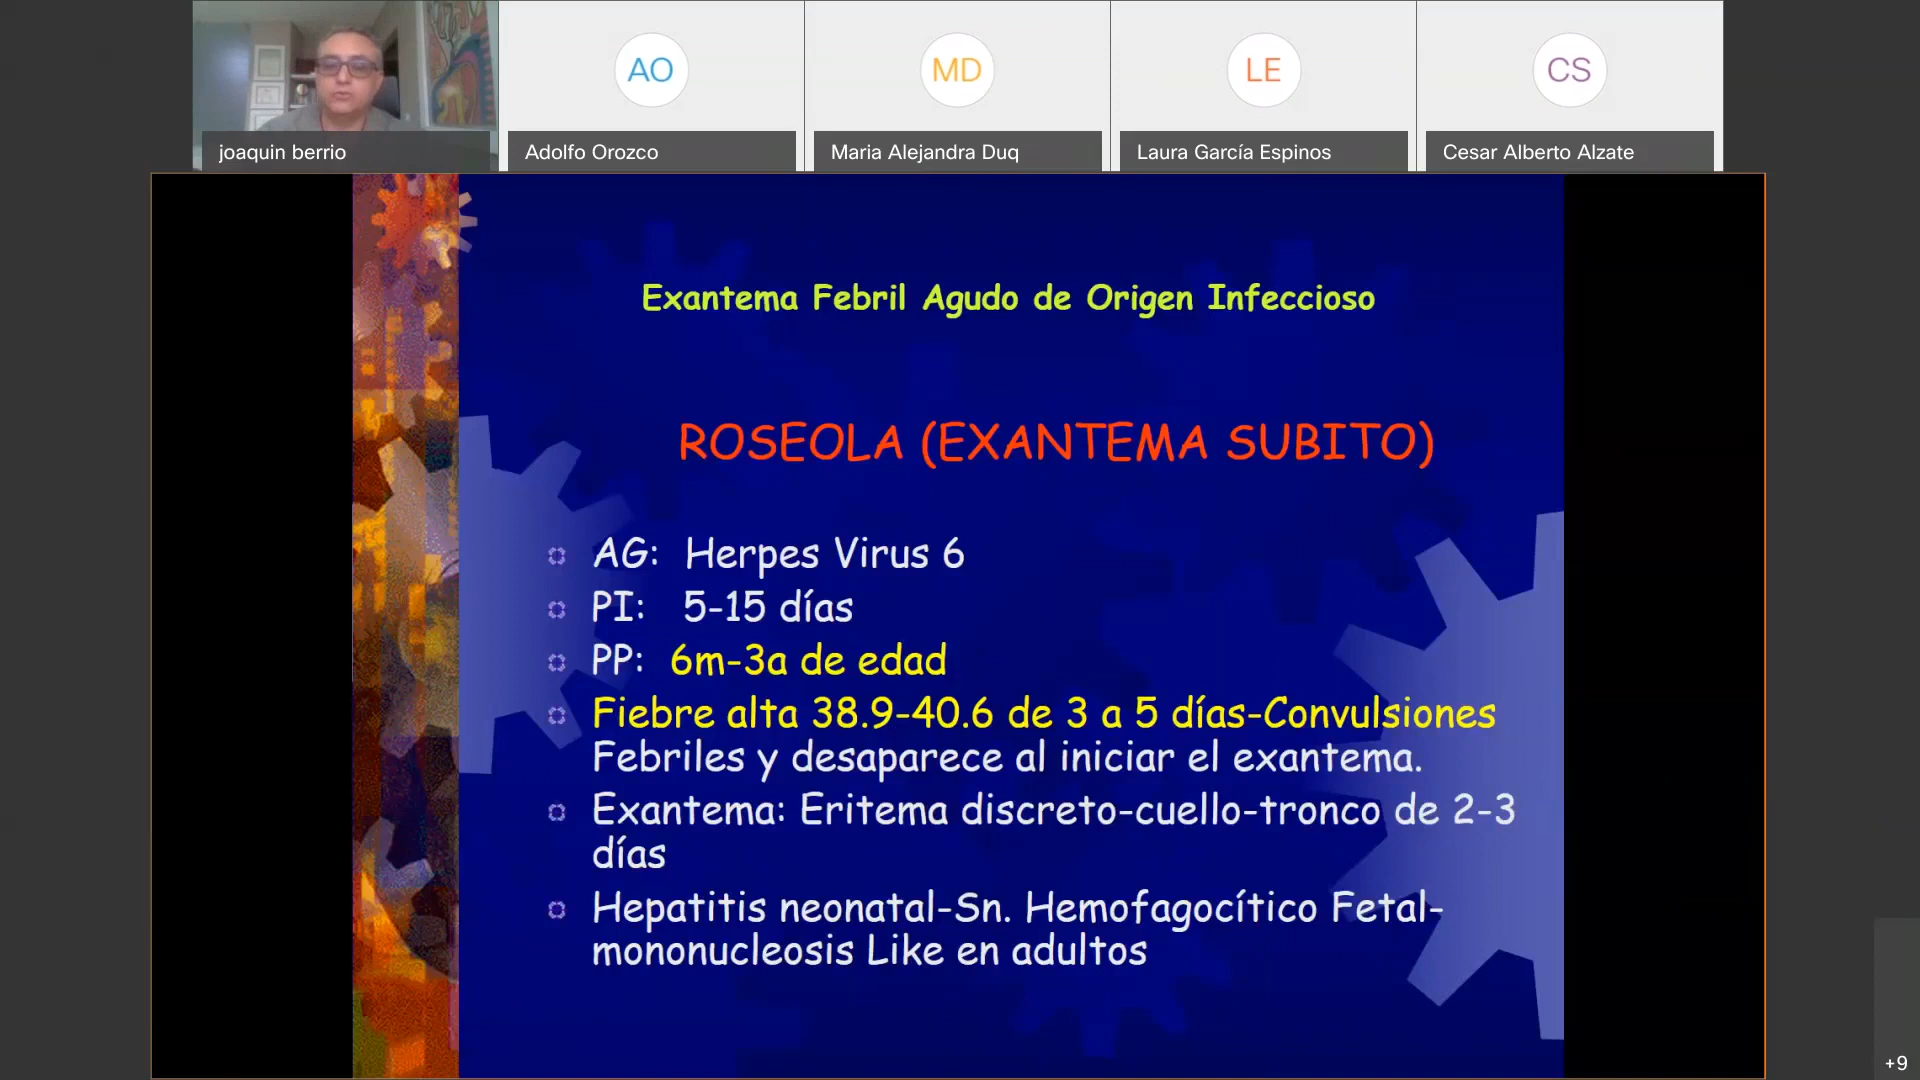 AO
MD
LE
CS
joaquin berrio
Adolfo Orozco
Maria Alejandra Duq
Laura García Espinos
Cesar Alberto Alzate
Exantema Febril Agudo de Origen Infeccioso
ROSEOLA (EXANTEMA SUBITO)
AG: Herpes Virus 6
PI: 5-15 días
PP: 6m-3a de edad
Fiebre alta 38.9-40.6 de 3 a 5 días-Convulsiones
Febriles y desaparece al iniciar el exantema.
Exantema: Eritema discreto-cuello-tronco de 2-3
días
Hepatitis neonatal-Sn. Hemofagocítico Fetal-
mononucleosis Like en adultos
+9